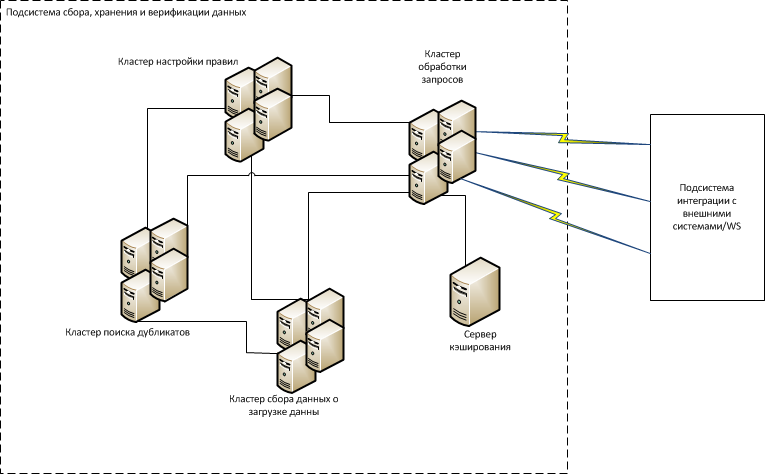 Подсистема сбора, хранения и верификации данных
Кластер настройки правил
Кластер
обработки
запросов
Подсистема
интеграции с
внешними
системами/WS
Кластер поиска дубликатов
Сервер
кэширования
Кластер сбора данных о
загрузке данны